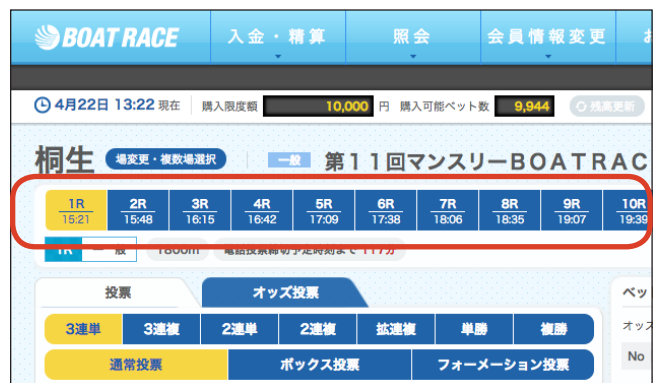 BOAT RACE 入金・精算 照会 会員情報変更
4月22日 13:22 現在 購入限度額 10,000 円 購入可能ベット数 9,944 残高更新
桐生 場変更・複数場選択 一般 第11回マンスリーBOATRAC
1R 2R 3R 4R 5R 6R 7R 8R 9R 10R
15:21 15:48 16:15 16:42 17:09 17:38 18:06 18:35 19:07 19:39
1R 一般 1800m 電話投票締切予定時刻まで 117分
投票 オッズ投票 ベッ
3連単 3連複 2連単 2連複 拡連複 単勝 複勝 オッズ
通常投票 ボックス投票 フォーメーション投票 No